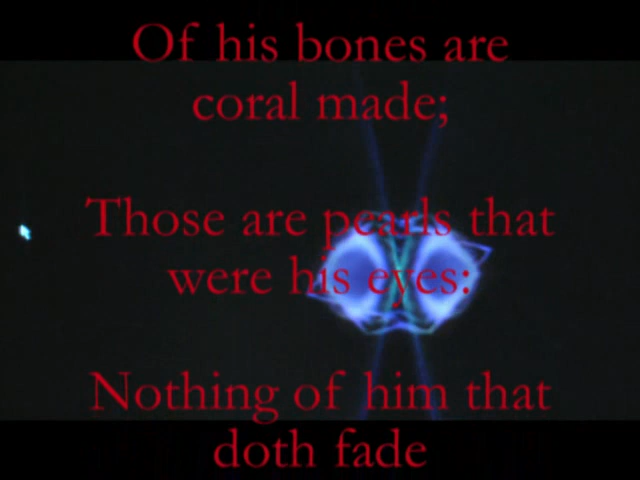 Of his bones are
coral made;
Those are pearls that
were his eyes:
Nothing of him that
doth fade